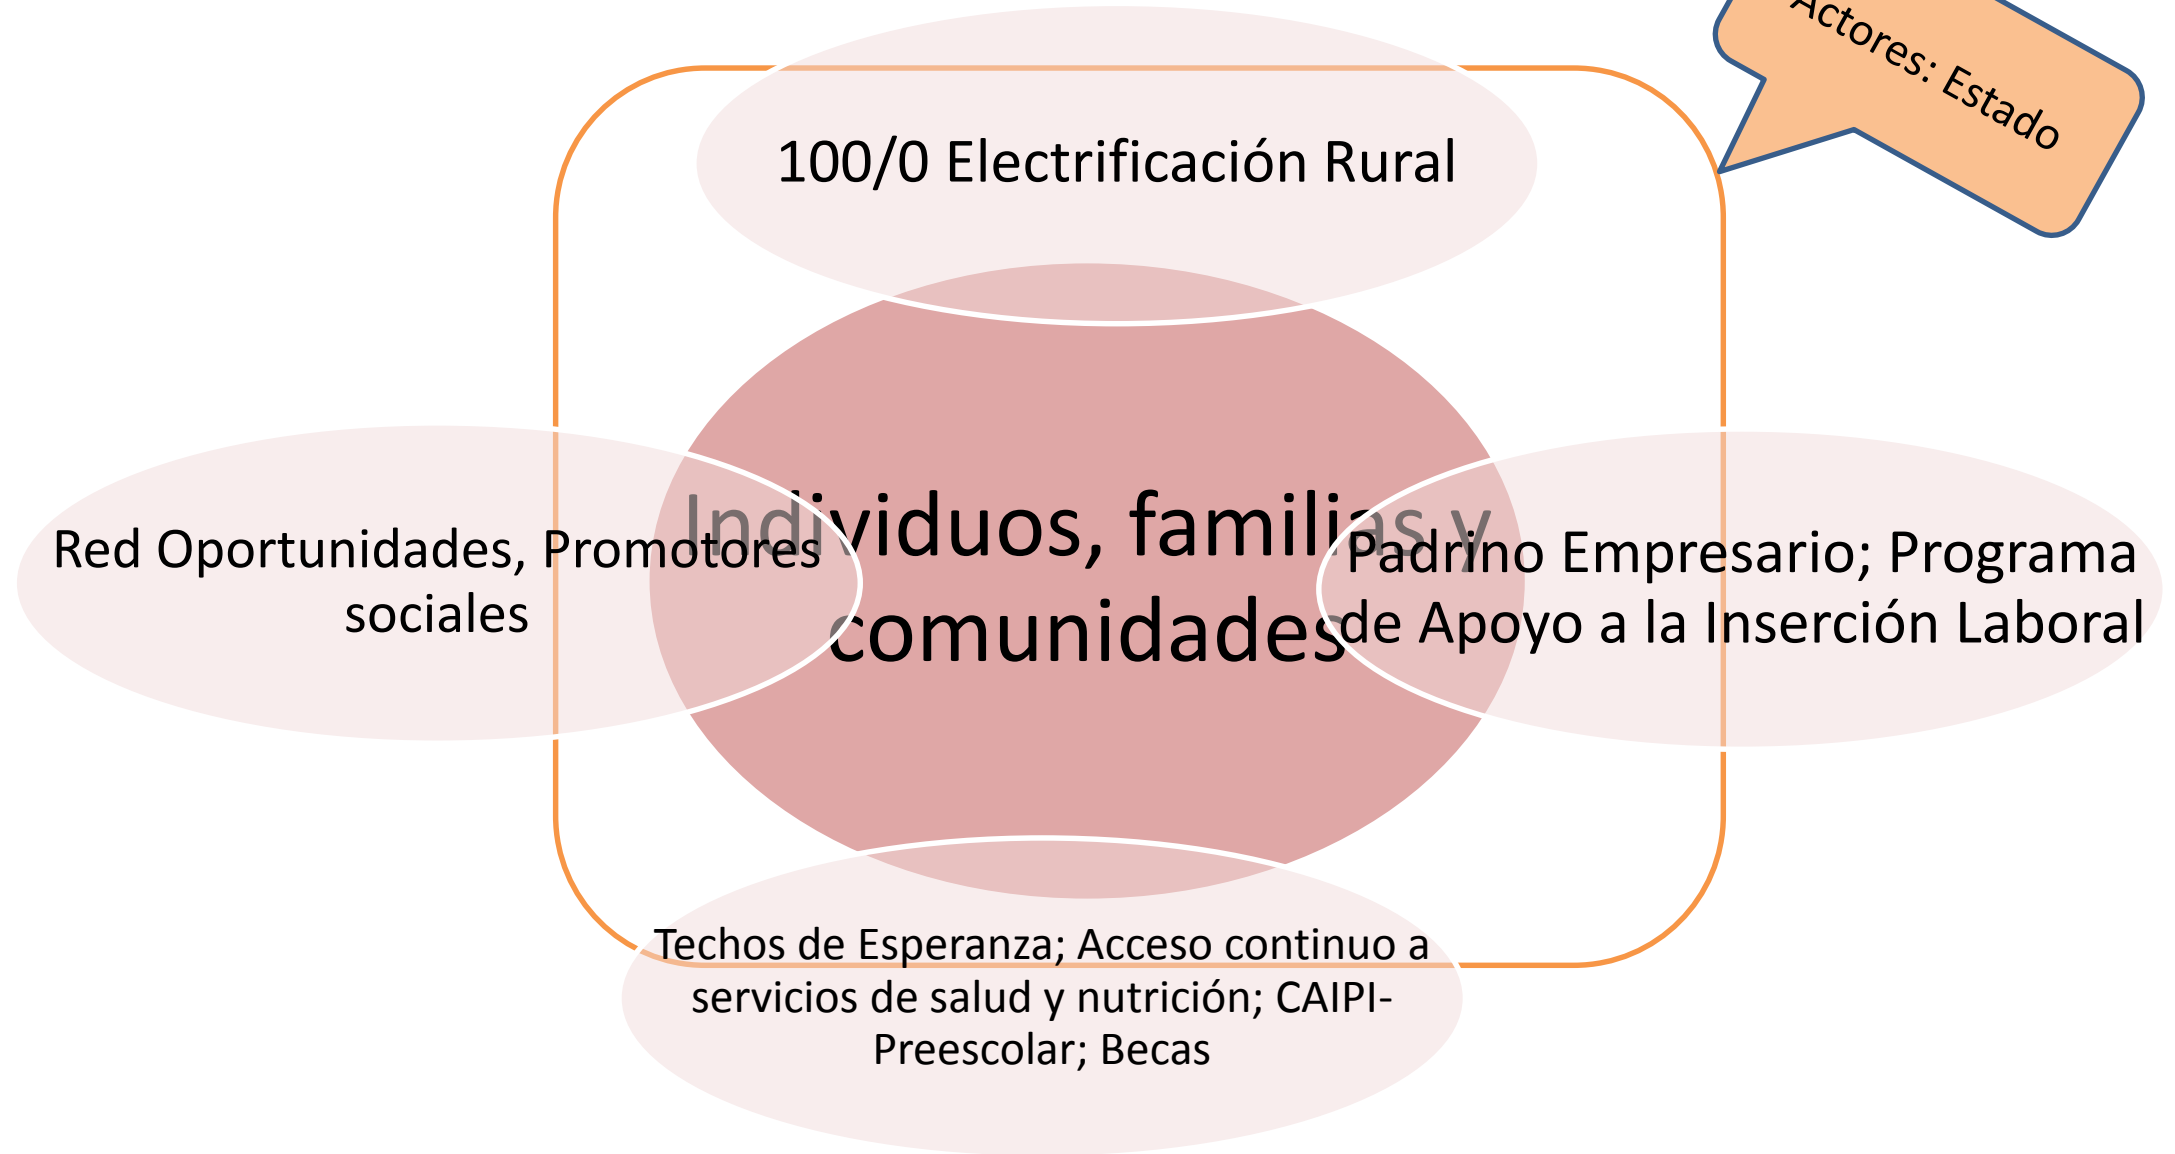 Actores: Estado
100/0 Electrificación Rural
Individuos, familias y
comunidades
Red Oportunidades, Promotores
sociales
Padrino Empresario; Programa
de Apoyo a la Inserción Laboral
Techos de Esperanza; Acceso continuo a
servicios de salud y nutrición; CAIPI-
Preescolar; Becas